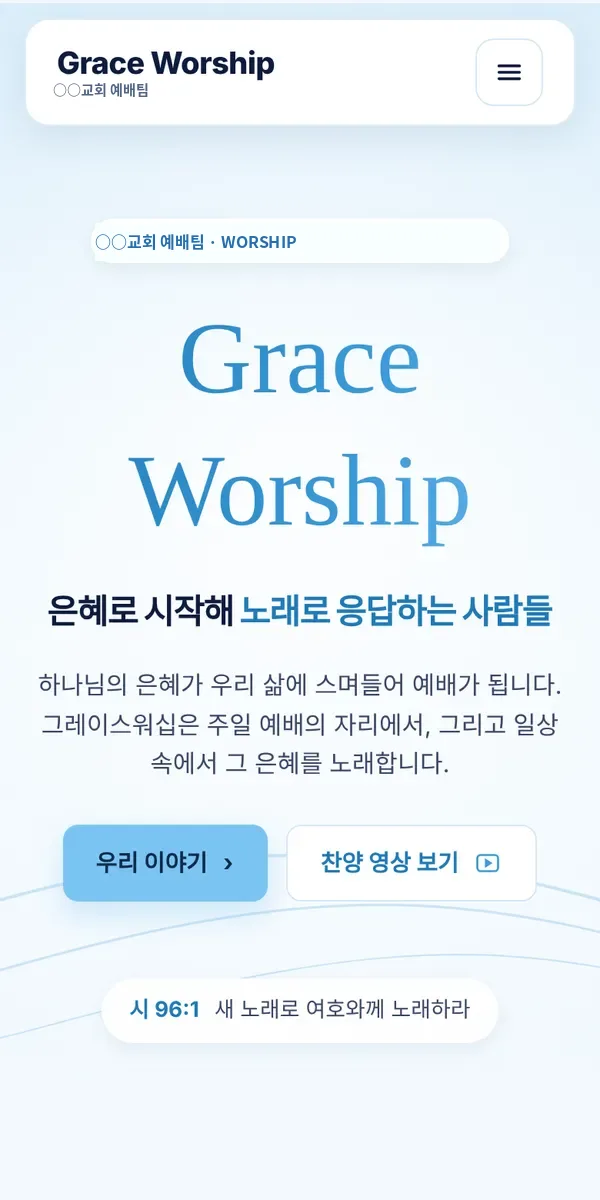 Grace Worship
○○교회 예배팀
○○교회 예배팀 · WORSHIP
Grace
Worship
은혜로 시작해 노래로 응답하는 사람들
하나님의 은혜가 우리 삶에 스며들어 예배가 됩니다.
그레이스워십은 주일 예배의 자리에서, 그리고 일상
속에서 그 은혜를 노래합니다.
우리 이야기 ›
찬양 영상 보기
시 96:1 새 노래로 여호와께 노래하라